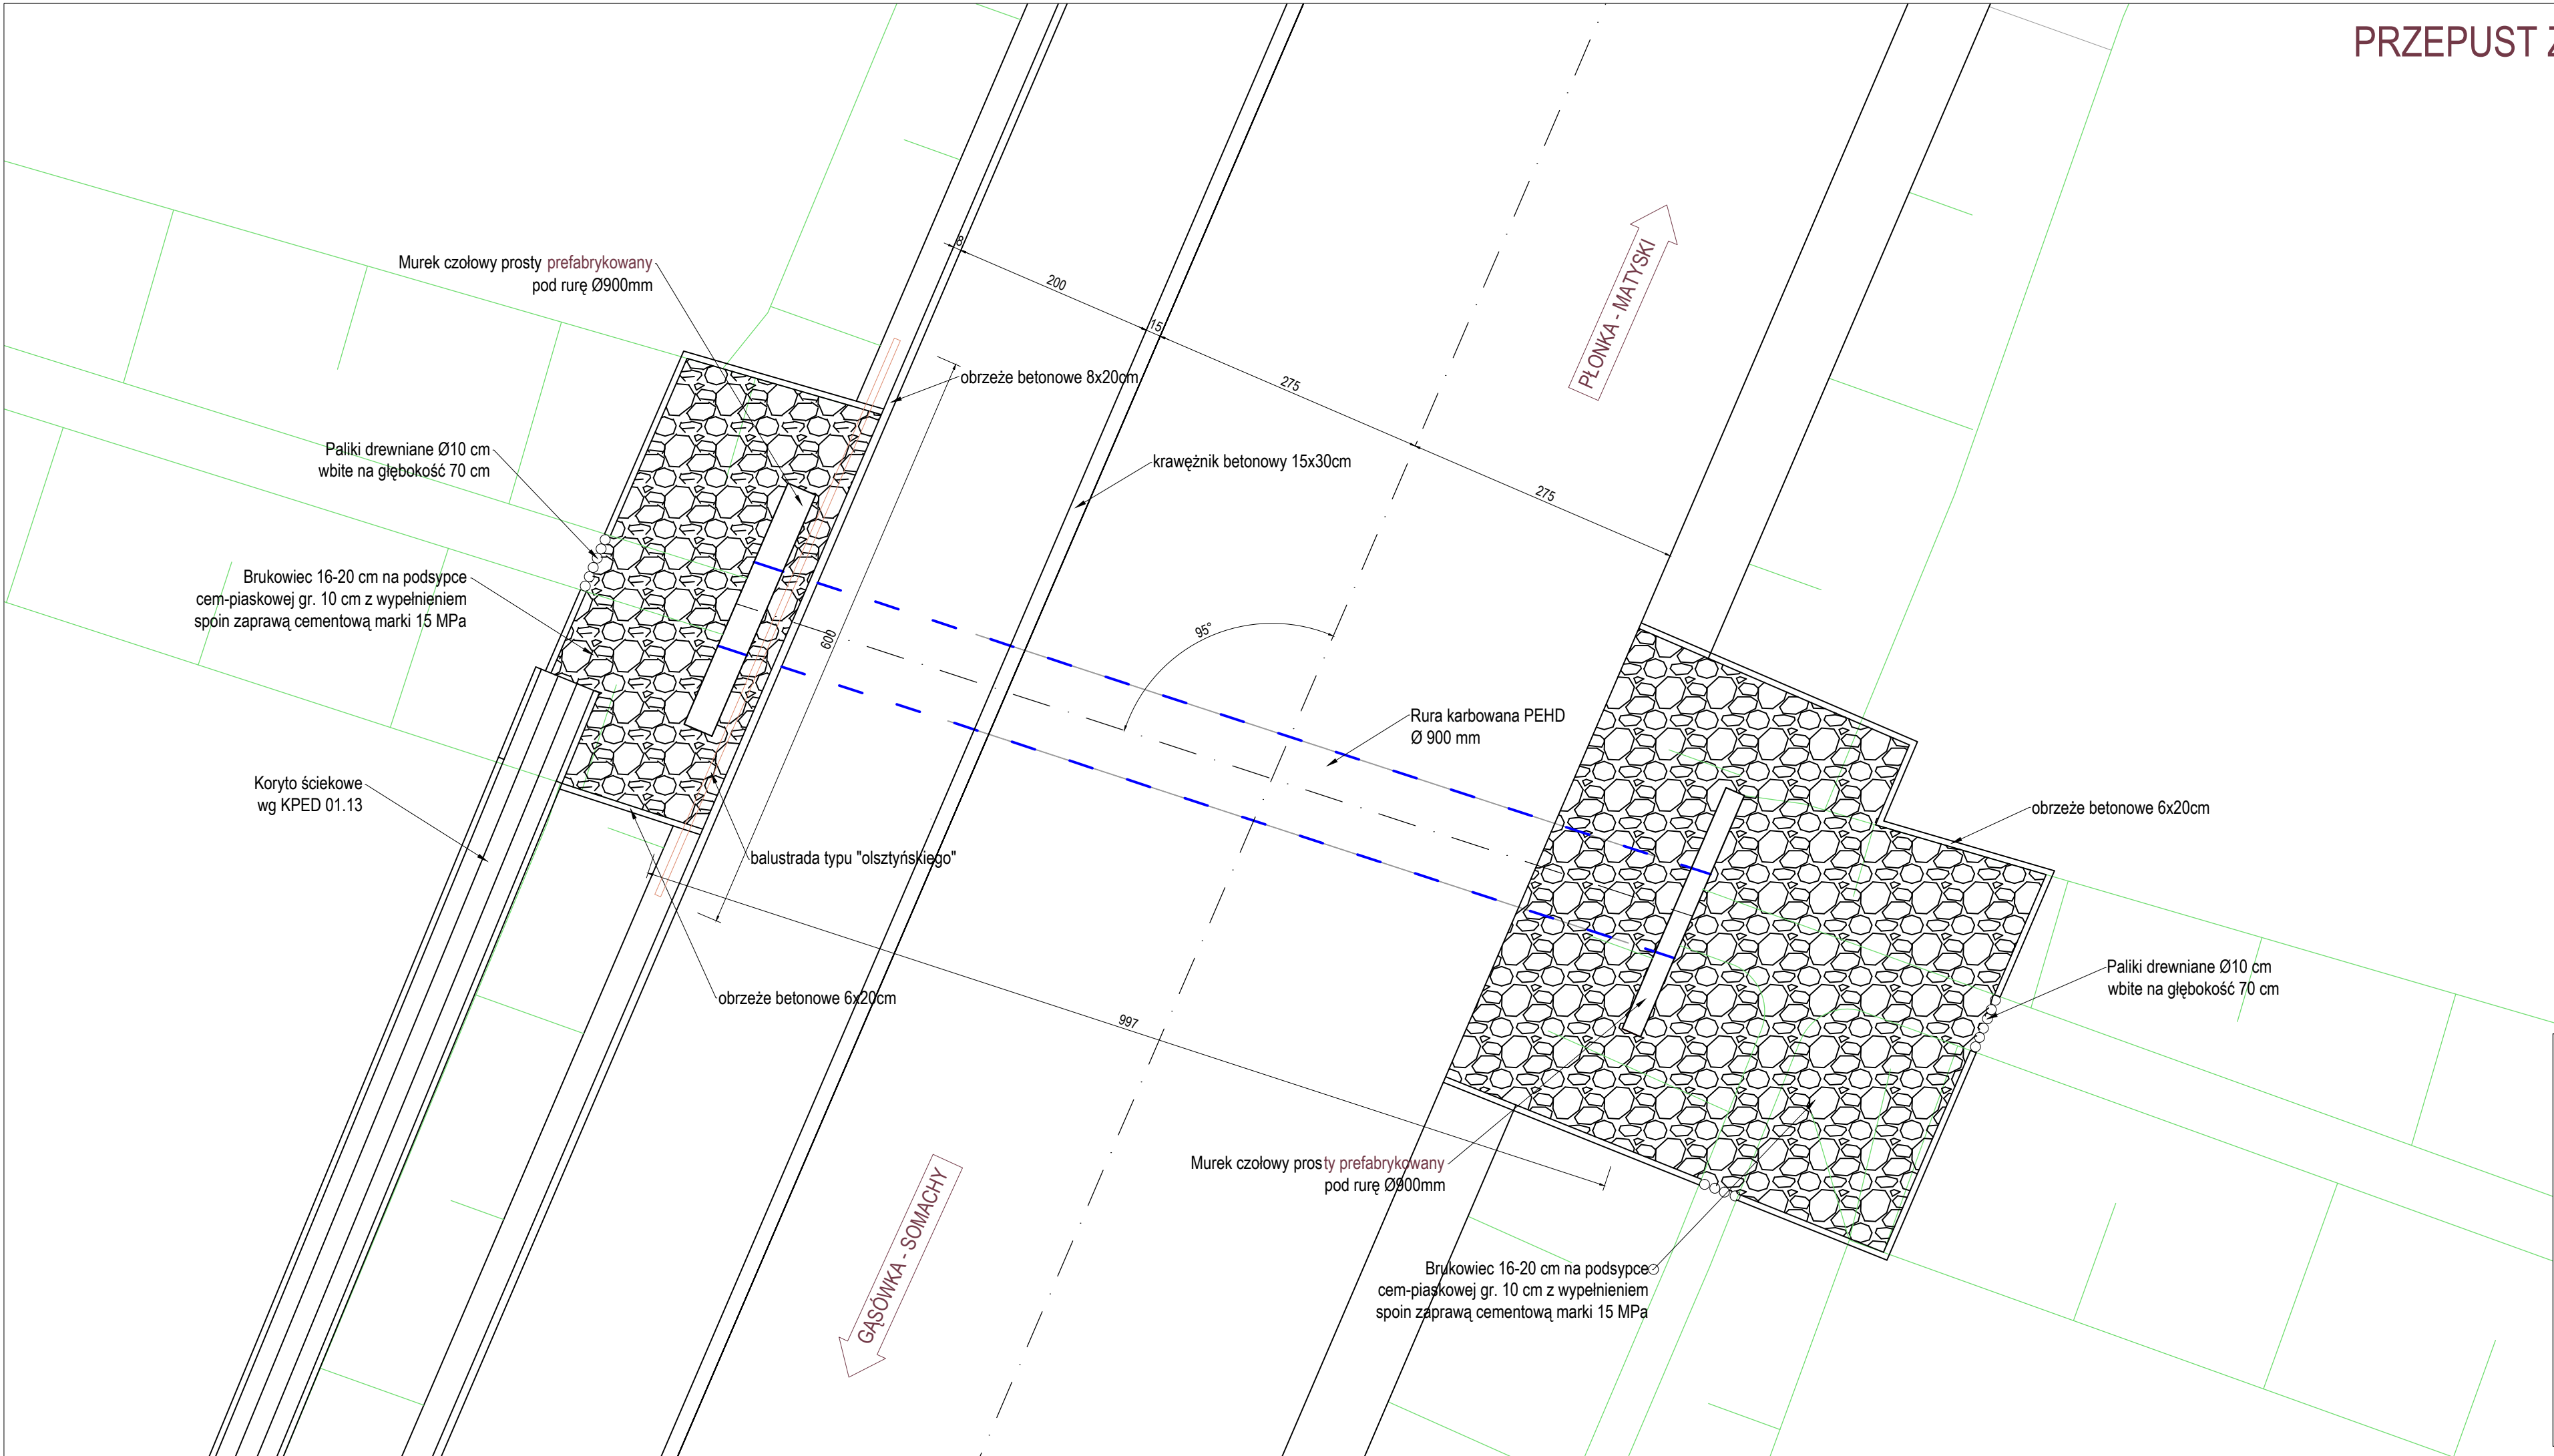 PRZEPUST Z
8
200
15
275
275
PŁONKA - MATYSKI
Murek czołowy prosty prefabrykowany
pod rurę Ø900mm
obrzeże betonowe 8x20cm
Paliki drewniane Ø10 cm
wbite na głębokość 70 cm
krawężnik betonowy 15x30cm
Brukowiec 16-20 cm na podsypce
cem-piaskowej gr. 10 cm z wypełnieniem
spoin zaprawą cementową marki 15 MPa
600
95°
Rura karbowana PEHD
Ø 900 mm
Koryto ściekowe
wg KPED 01.13
obrzeże betonowe 6x20cm
balustrada typu "olsztyńskiego"
Paliki drewniane Ø10 cm
wbite na głębokość 70 cm
obrzeże betonowe 6x20cm
997
Murek czołowy prosty prefabrykowany
pod rurę Ø900mm
GĄSÓWKA - SOMACHY
Brukowiec 16-20 cm na podsypce
cem-piaskowej gr. 10 cm z wypełnieniem
spoin zaprawą cementową marki 15 MPa